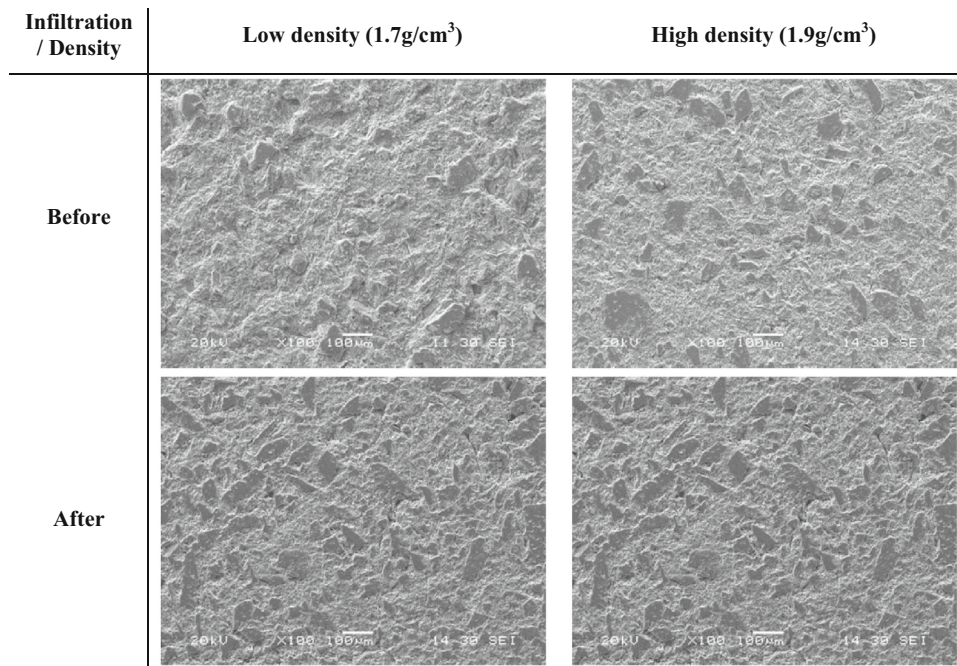 Infiltration / Density
Low density (1.7g/cm³)
High density (1.9g/cm³)
Before
20kV X100 100µm 11.30 SEI
20kV X100 100µm 14.30 SEI
After
20kV X100 100µm 14.30 SEI
20kV X100 100µm 14.30 SEI